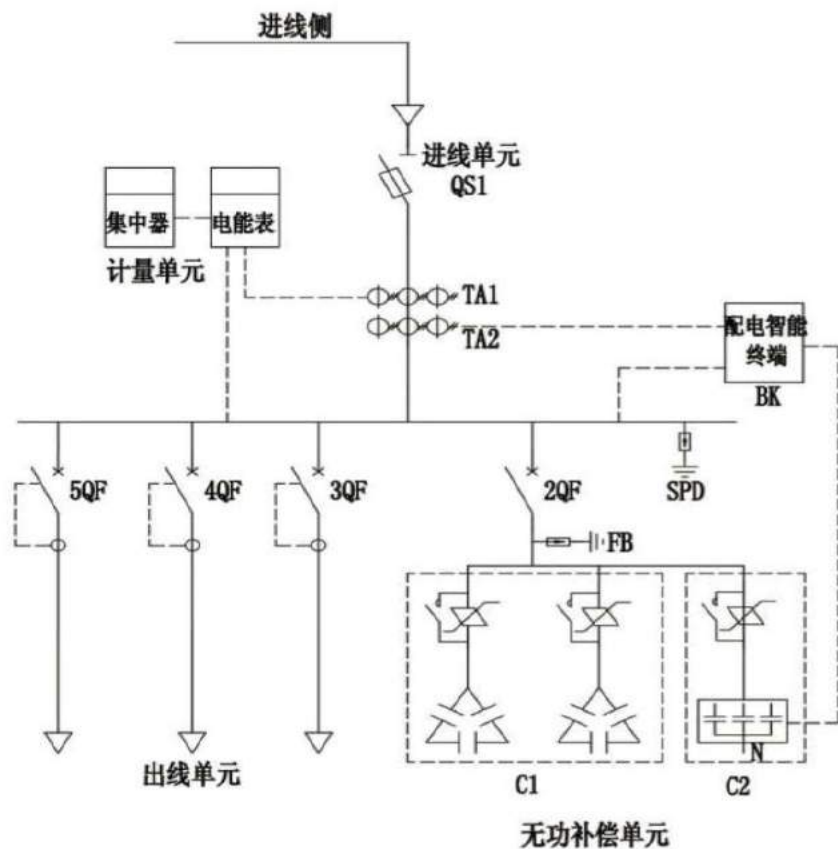 进线侧
进线单元
QS1
集中器
电能表
计量单元
TA1
TA2
配电智能
终端
BK
5QF
4QF
3QF
2QF
SPD
FB
N
出线单元
C1
C2
无功补偿单元